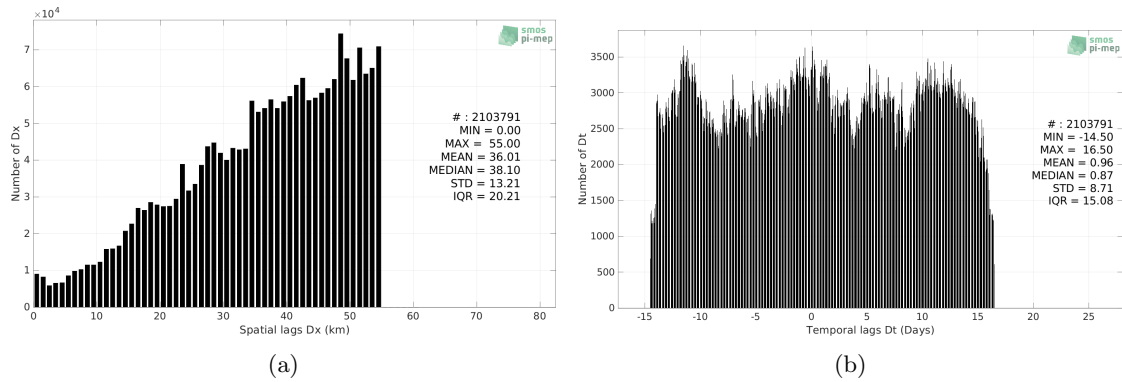 ×10⁴
7
6
5
4
3
2
1
0
Number of Dx
0 10 20 30 40 50 60 70 80
Spatial lags Dx (km)
smos
pi-mep
# : 2103791
MIN = 0.00
MAX = 55.00
MEAN = 36.01
MEDIAN = 38.10
STD = 13.21
IQR = 20.21
(a)
3500
3000
2500
2000
1500
1000
500
0
Number of Dt
-15 -10 -5 0 5 10 15 20 25
Temporal lags Dt (Days)
smos
pi-mep
# : 2103791
MIN = -14.50
MAX = 16.50
MEAN = 0.96
MEDIAN = 0.87
STD = 8.71
IQR = 15.08
(b)